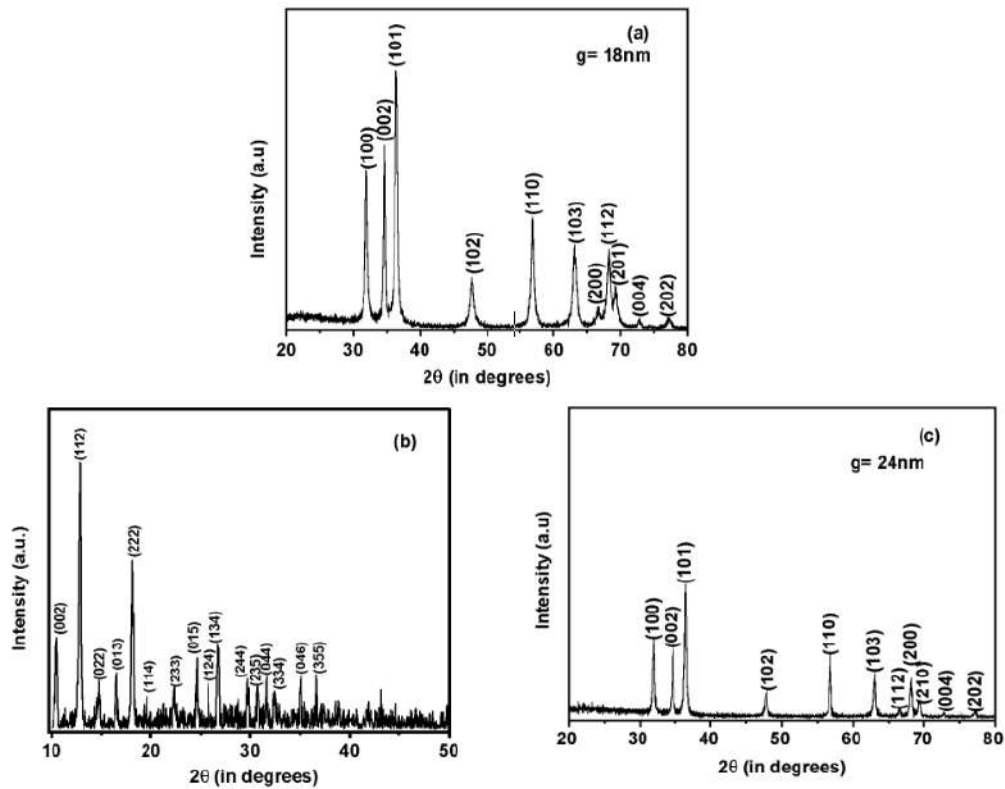 (a)
g= 18nm
(100)
(002)
(101)
(102)
(110)
(103)
(200)
(112)
(201)
(004)
(202)
Intensity (a.u)
20 30 40 50 60 70 80
2θ (in degrees)
(b)
(002)
(112)
(022)
(013)
(114)
(222)
(233)
(015)
(124)
(134)
(244)
(235)
(044)
(334)
(046)
(355)
Intensity (a.u.)
10 20 30 40 50
2θ (in degrees)
(c)
g= 24nm
(100)
(002)
(101)
(102)
(110)
(103)
(112)
(200)
(210)
(004)
(202)
Intensity (a.u)
20 30 40 50 60 70 80
2θ (in degrees)